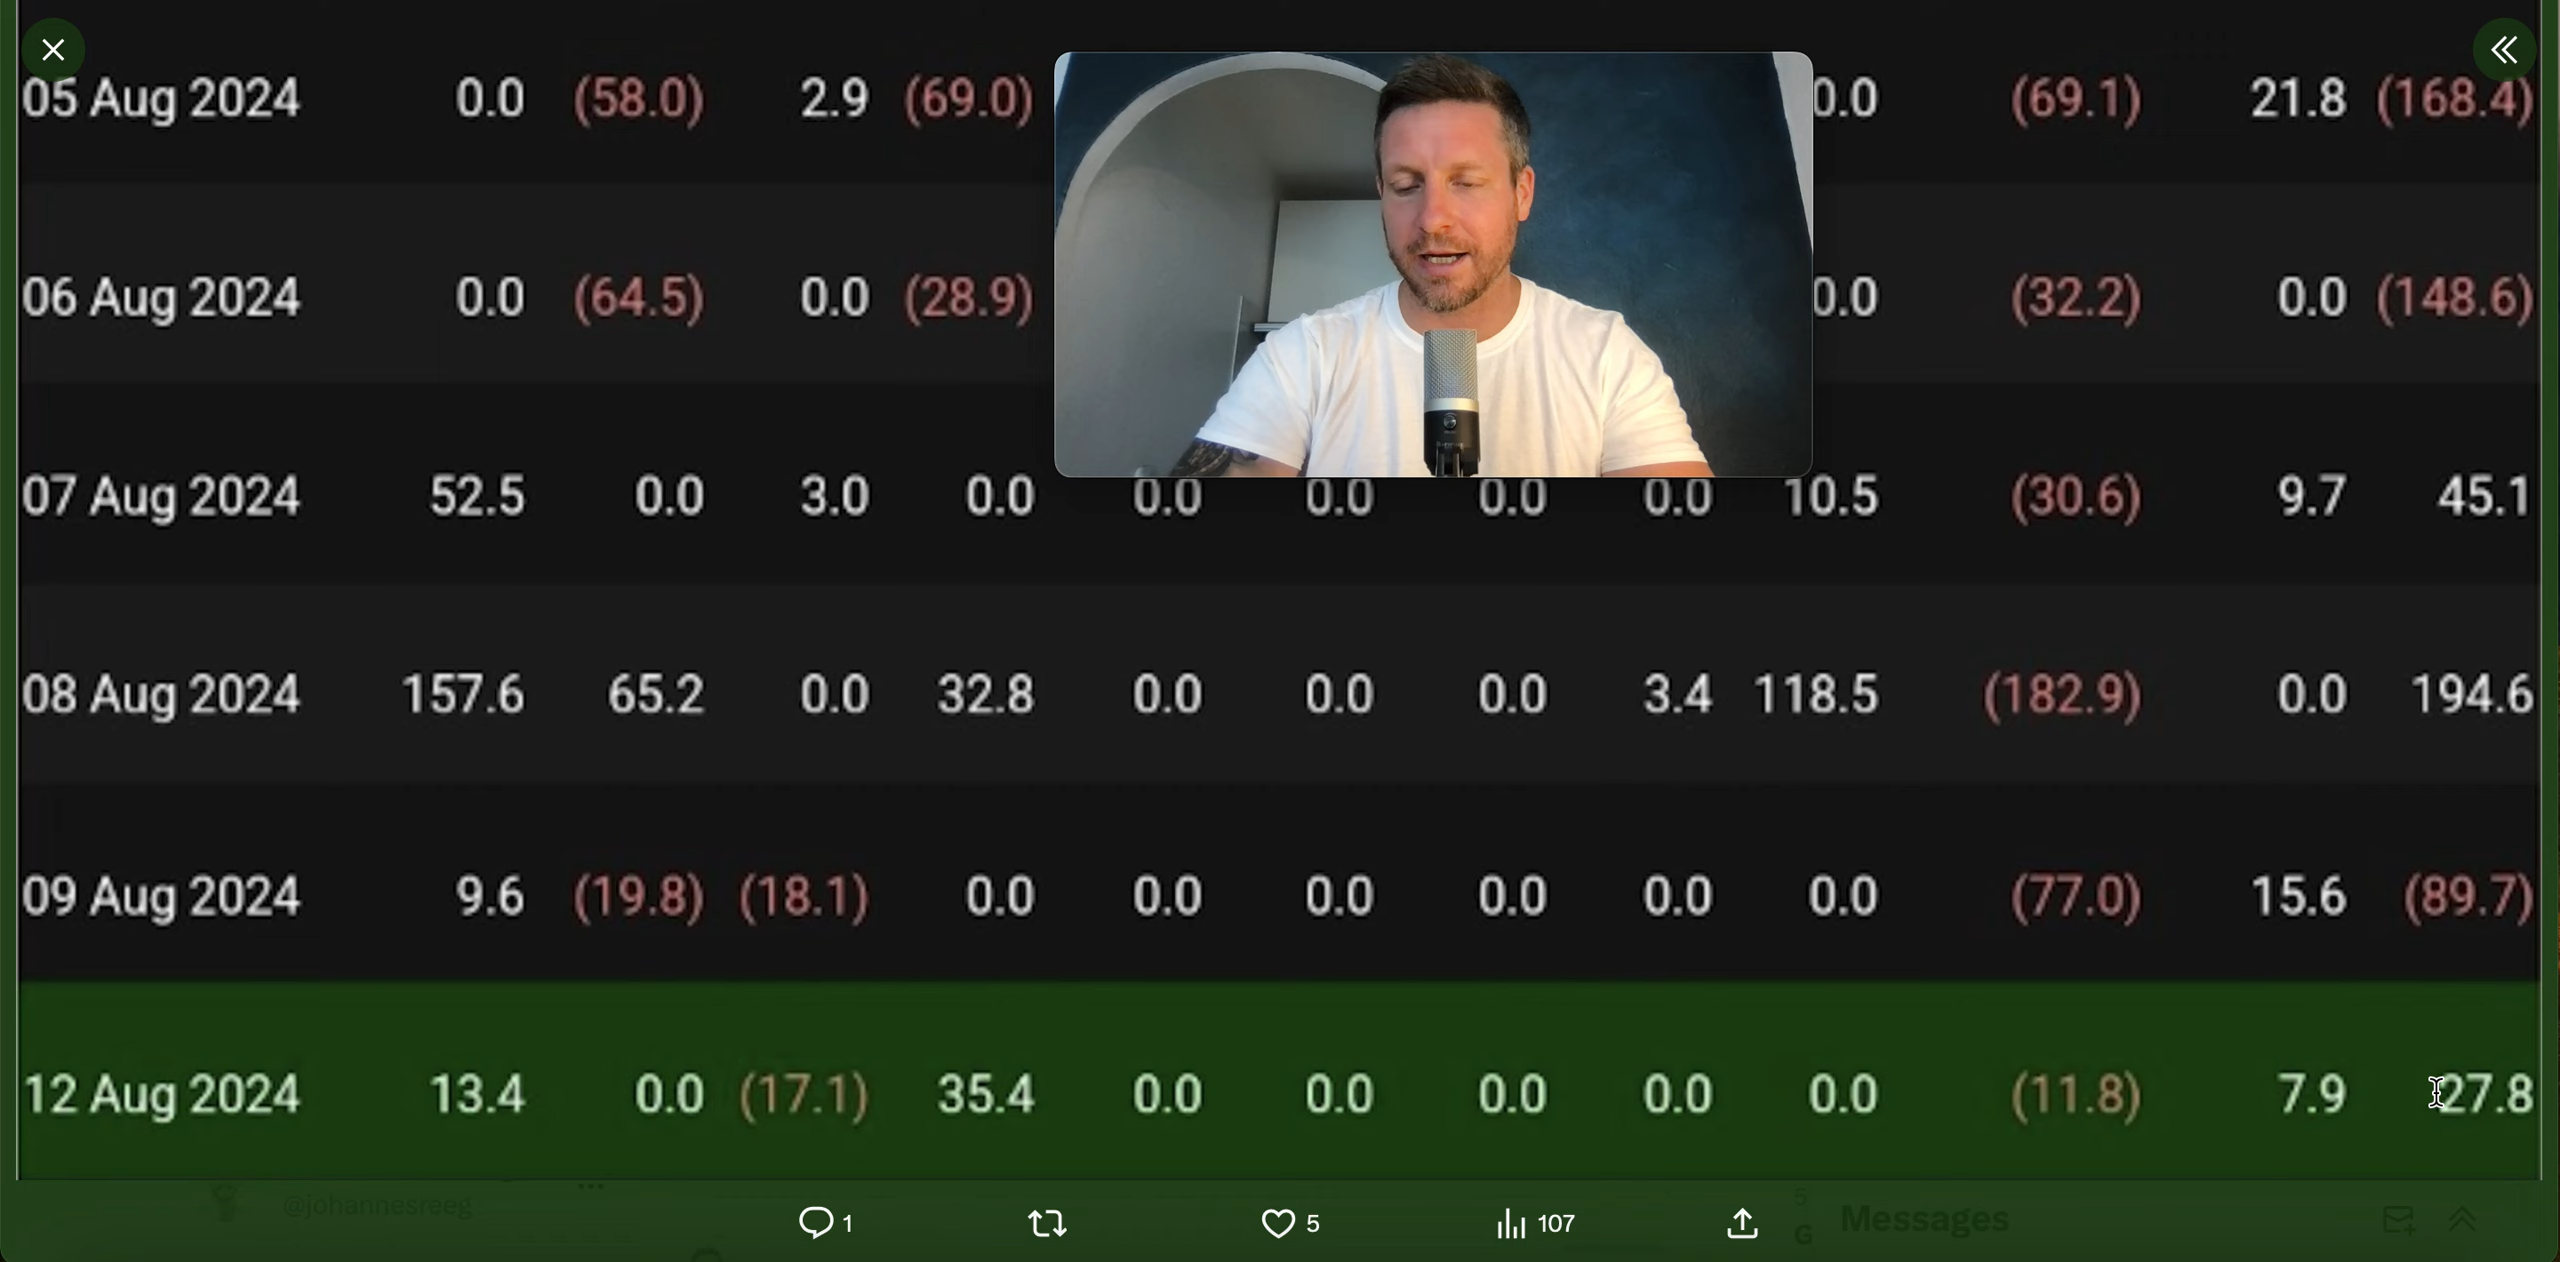 05 Aug 2024 0.0 (58.0) 2.9 (69.0) 0.0 (69.1) 21.8 (168.4)
06 Aug 2024 0.0 (64.5) 0.0 (28.9) 0.0 (32.2) 0.0 (148.6)
07 Aug 2024 52.5 0.0 3.0 0.0 0.0 0.0 0.0 0.0 10.5 (30.6) 9.7 45.1
08 Aug 2024 157.6 65.2 0.0 32.8 0.0 0.0 0.0 3.4 118.5 (182.9) 0.0 194.6
09 Aug 2024 9.6 (19.8) (18.1) 0.0 0.0 0.0 0.0 0.0 0.0 (77.0) 15.6 (89.7)
12 Aug 2024 13.4 0.0 (17.1) 35.4 0.0 0.0 0.0 0.0 0.0 (11.8) 7.9 27.8
@johannesreeg ... 5 Messages
G
1 5 107